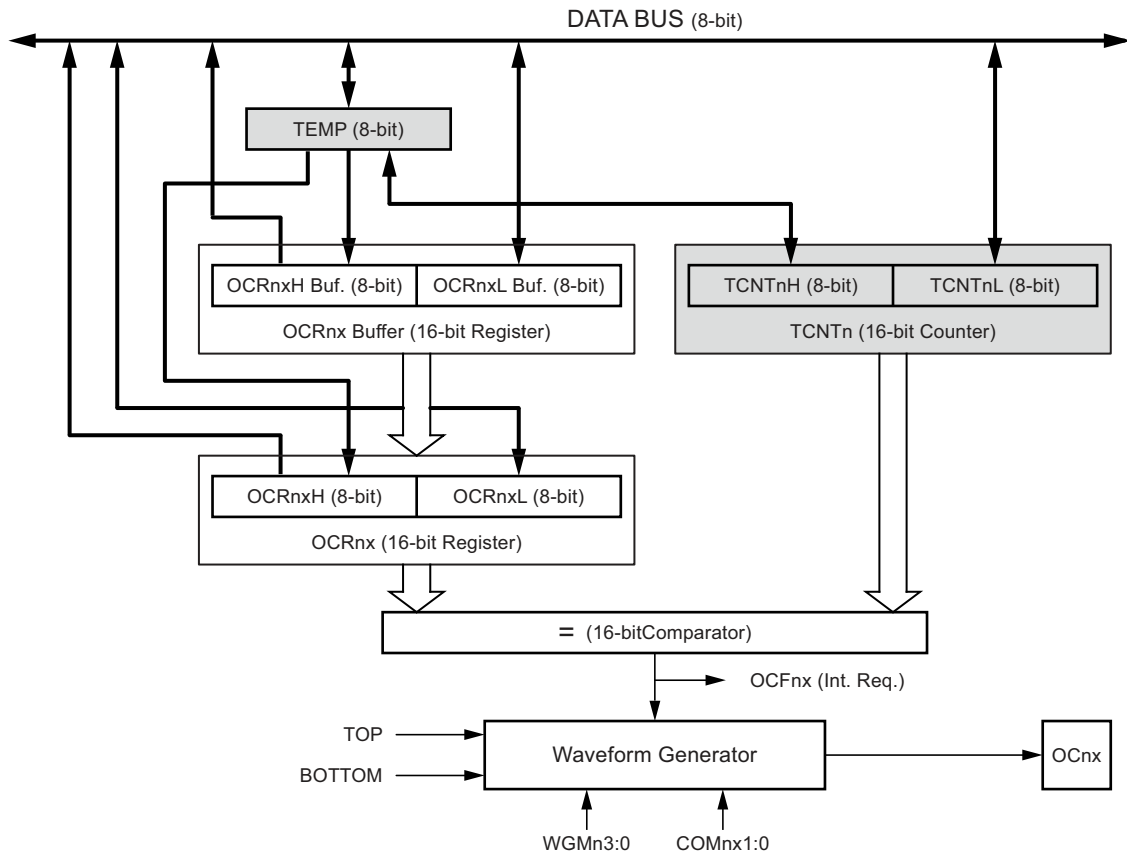 DATA BUS (8-bit)
TEMP (8-bit)
OCRnxH Buf. (8-bit) OCRnxL Buf. (8-bit)
OCRnx Buffer (16-bit Register)
TCNTnH (8-bit) TCNTnL (8-bit)
TCNTn (16-bit Counter)
OCRnxH (8-bit) OCRnxL (8-bit)
OCRnx (16-bit Register)
= (16-bitComparator)
OCFnx (Int. Req.)
TOP
BOTTOM
Waveform Generator
OCnx
WGMn3:0 COMnx1:0